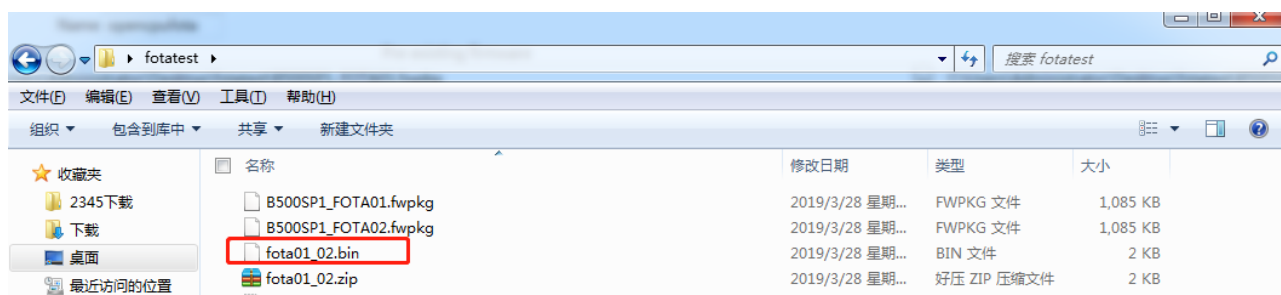 fotatest
搜索 fotatest
文件(F) 编辑(E) 查看(V) 工具(T) 帮助(H)
组织 包含到库中 共享 新建文件夹
收藏夹 名称 修改日期 类型 大小
2345下载 B500SP1_FOTA01.fwpkg 2019/3/28 星期... FWPKG 文件 1,085 KB
下载 B500SP1_FOTA02.fwpkg 2019/3/28 星期... FWPKG 文件 1,085 KB
桌面 fota01_02.bin 2019/3/28 星期... BIN 文件 2 KB
最近访问的位置 fota01_02.zip 2019/3/28 星期... 好压 ZIP 压缩文件 2 KB